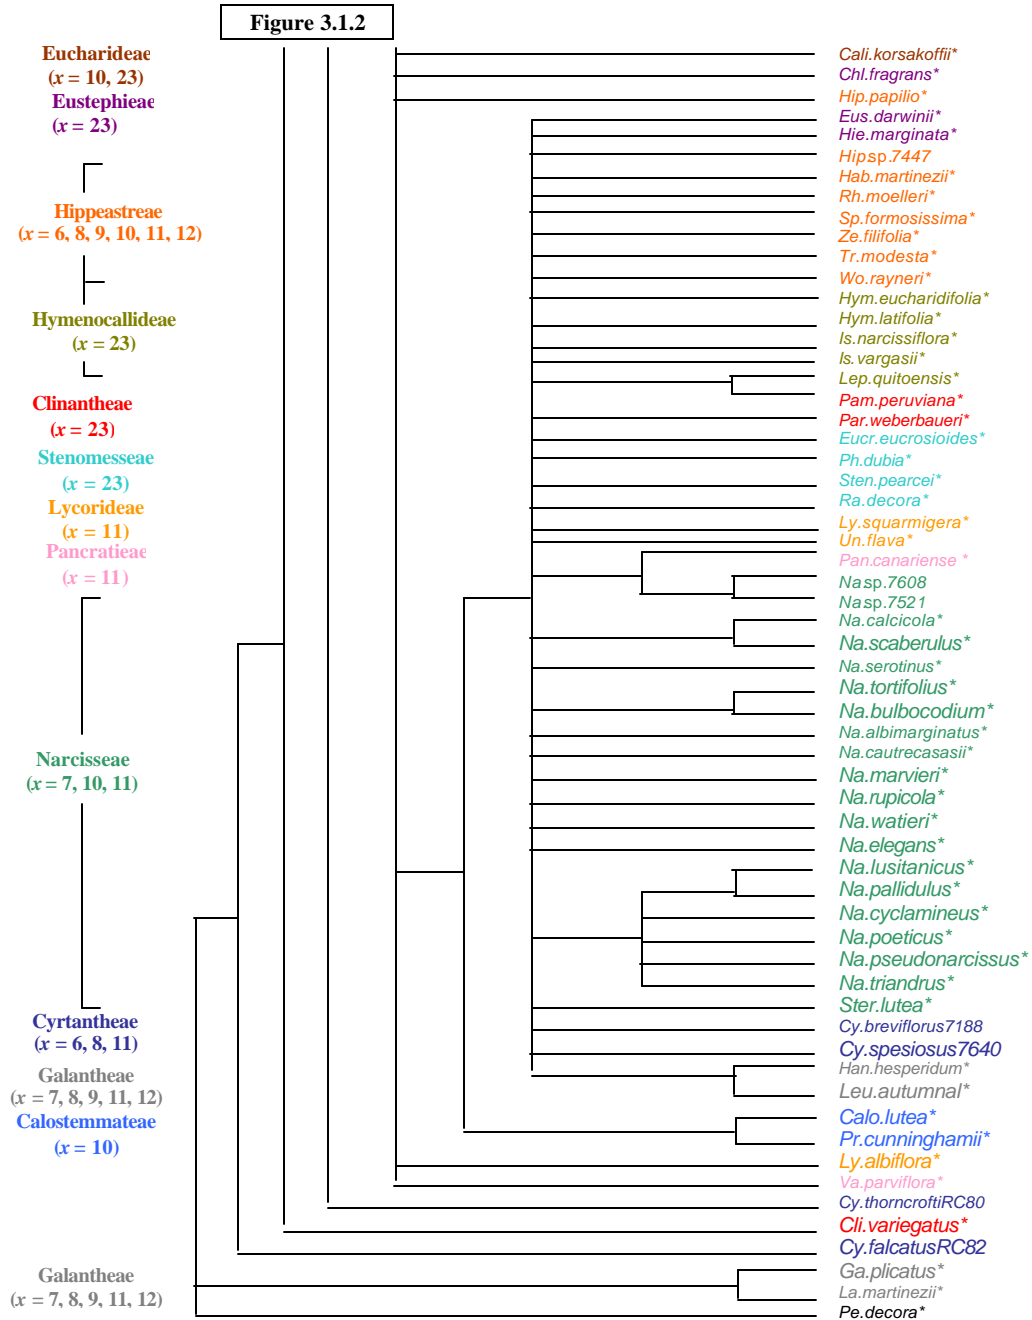 Figure 3.1.2
Eucharideae
(x = 10, 23)
Eustephieae
(x = 23)
Hippeastreae
(x = 6, 8, 9, 10, 11, 12)
Hymenocallideae
(x = 23)
Clinantheae
(x = 23)
Stenomesseae
(x = 23)
Lycorideae
(x = 11)
Pancratieae
(x = 11)
Narcisseae
(x = 7, 10, 11)
Cyrtantheae
(x = 6, 8, 11)
Galantheae
(x = 7, 8, 9, 11, 12)
Calostemmateae
(x = 10)
Galantheae
(x = 7, 8, 9, 11, 12)
Cali.korsakoffii*
Chl.fragrans*
Hip.papilio*
Eus.darwinii*
Hie.marginata*
Hipsp.7447
Hab.martinezii*
Rh.moelleri*
Sp.formosissima*
Ze.filifolia*
Tr.modesta*
Wo.rayneri*
Hym.eucharidifolia*
Hym.latifolia*
Is.narcissiflora*
Is.vargasii*
Lep.quitoensis*
Pam.peruviana*
Par.weberbaueri*
Eucr.eucrosioides*
Ph.dubia*
Sten.pearcei*
Ra.decora*
Ly.squarmigera*
Un.flava*
Pan.canariense *
Nasp.7608
Nasp.7521
Na.calcicola*
Na.scaberulus*
Na.serotinus*
Na.tortifolius*
Na.bulbocodium*
Na.albimarginatus*
Na.cautrecasasii*
Na.marvieri*
Na.rupicola*
Na.watieri*
Na.elegans*
Na.lusitanicus*
Na.pallidulus*
Na.cyclamineus*
Na.poeticus*
Na.pseudonarcissus*
Na.triandrus*
Ster.lutea*
Cy.breviflorus7188
Cy.spesiosus7640
Han.hesperidum*
Leu.autumnal*
Calo.lutea*
Pr.cunninghamii*
Ly.albiflora*
Va.parviflora*
Cy.thorncroftiRC80
Cli.variegatus*
Cy.falcatusRC82
Ga.plicatus*
La.martinezii*
Pe.decora*